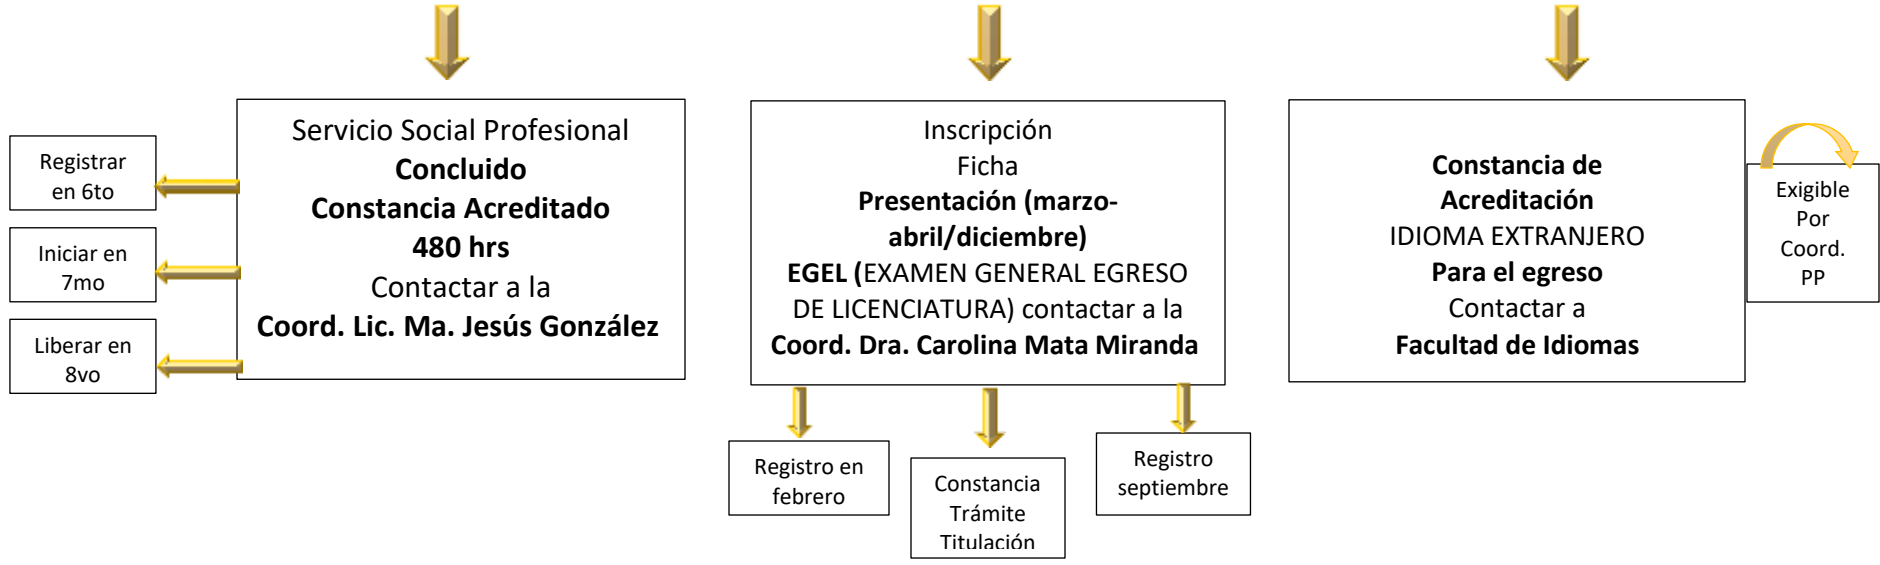 Registrar
en 6to
Iniciar en
7mo
Liberar en
8vo
Servicio Social Profesional
Concluido
Constancia Acreditado
480 hrs
Contactar a la
Coord. Lic. Ma. Jesús González
Inscripción
Ficha
Presentación (marzo-
abril/diciembre)
EGEL (EXAMEN GENERAL EGRESO
DE LICENCIATURA) contactar a la
Coord. Dra. Carolina Mata Miranda
Registro en
febrero
Constancia
Trámite
Titulación
Registro
septiembre
Constancia de
Acreditación
IDIOMA EXTRANJERO
Para el egreso
Contactar a
Facultad de Idiomas
Exigible
Por
Coord.
PP